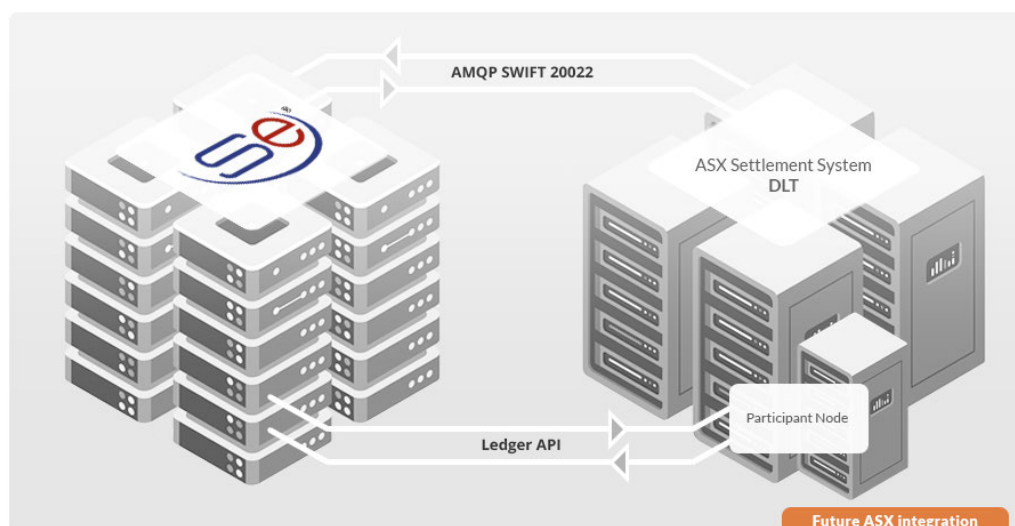 AMQP SWIFT 20022
ASX Settlement System
DLT
Participant Node
Ledger API
Future ASX integration